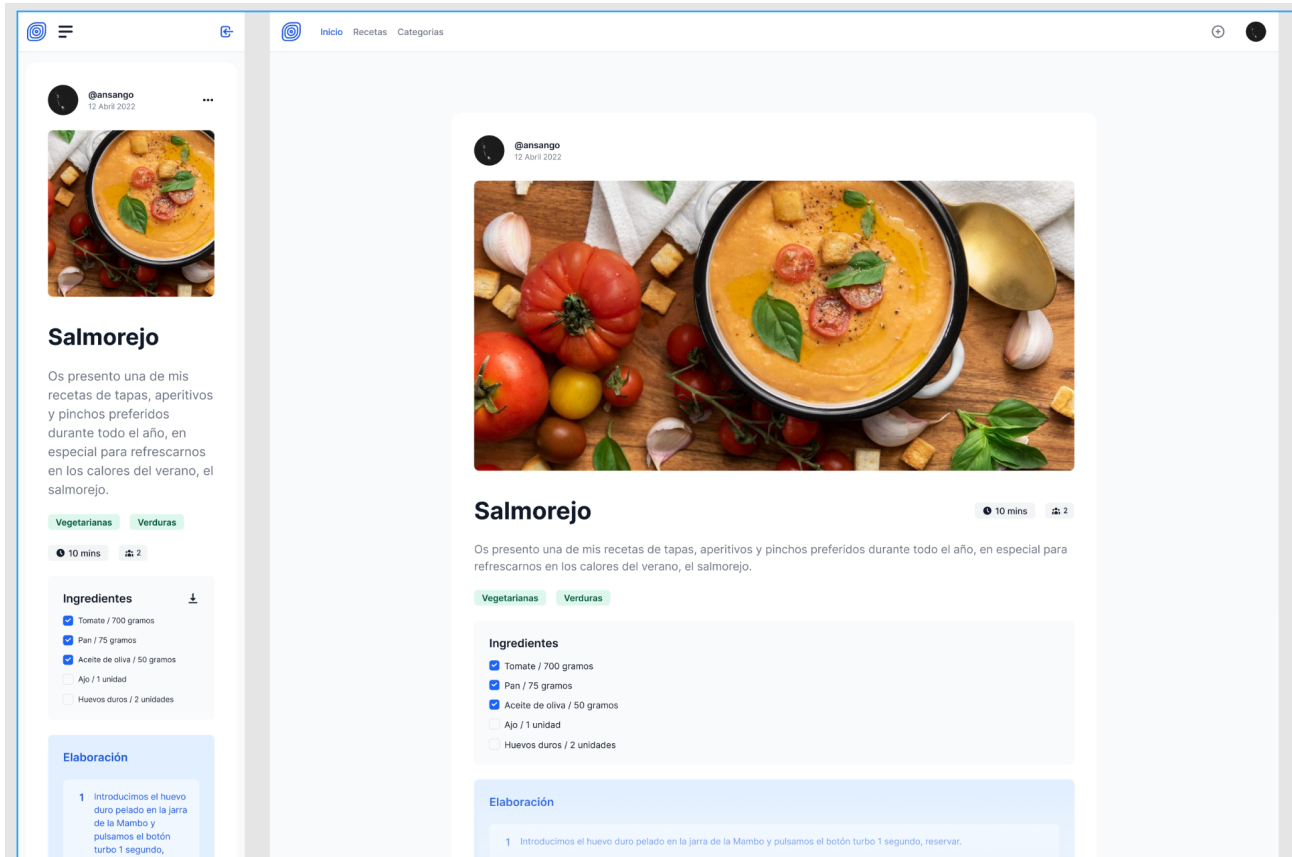 @ansango
12 Abril 2022
Salmorejo
Os presento una de mis
recetas de tapas, aperitivos
y pinchos preferidos
durante todo el año, en
especial para refrescarnos
en los calores del verano, el
salmorejo.
Vegetarianas Verduras
10 mins 2
Ingredientes
Tomate / 700 gramos
Pan / 75 gramos
Aceite de oliva / 50 gramos
Ajo / 1 unidad
Huevos duros / 2 unidades
Elaboración
1 Introducimos el huevo
duro pelado en la jarra
de la Mambo y
pulsamos el botón
turbo 1 segundo,
Inicio Recetas Categorias
@ansango
12 Abril 2022
Salmorejo
10 mins 2
Os presento una de mis recetas de tapas, aperitivos y pinchos preferidos durante todo el año, en especial para
refrescarnos en los calores del verano, el salmorejo.
Vegetarianas Verduras
Ingredientes
Tomate / 700 gramos
Pan / 75 gramos
Aceite de oliva / 50 gramos
Ajo / 1 unidad
Huevos duros / 2 unidades
Elaboración
1 Introducimos el huevo duro pelado en la jarra de la Mambo y pulsamos el botón turbo 1 segundo, reservar.